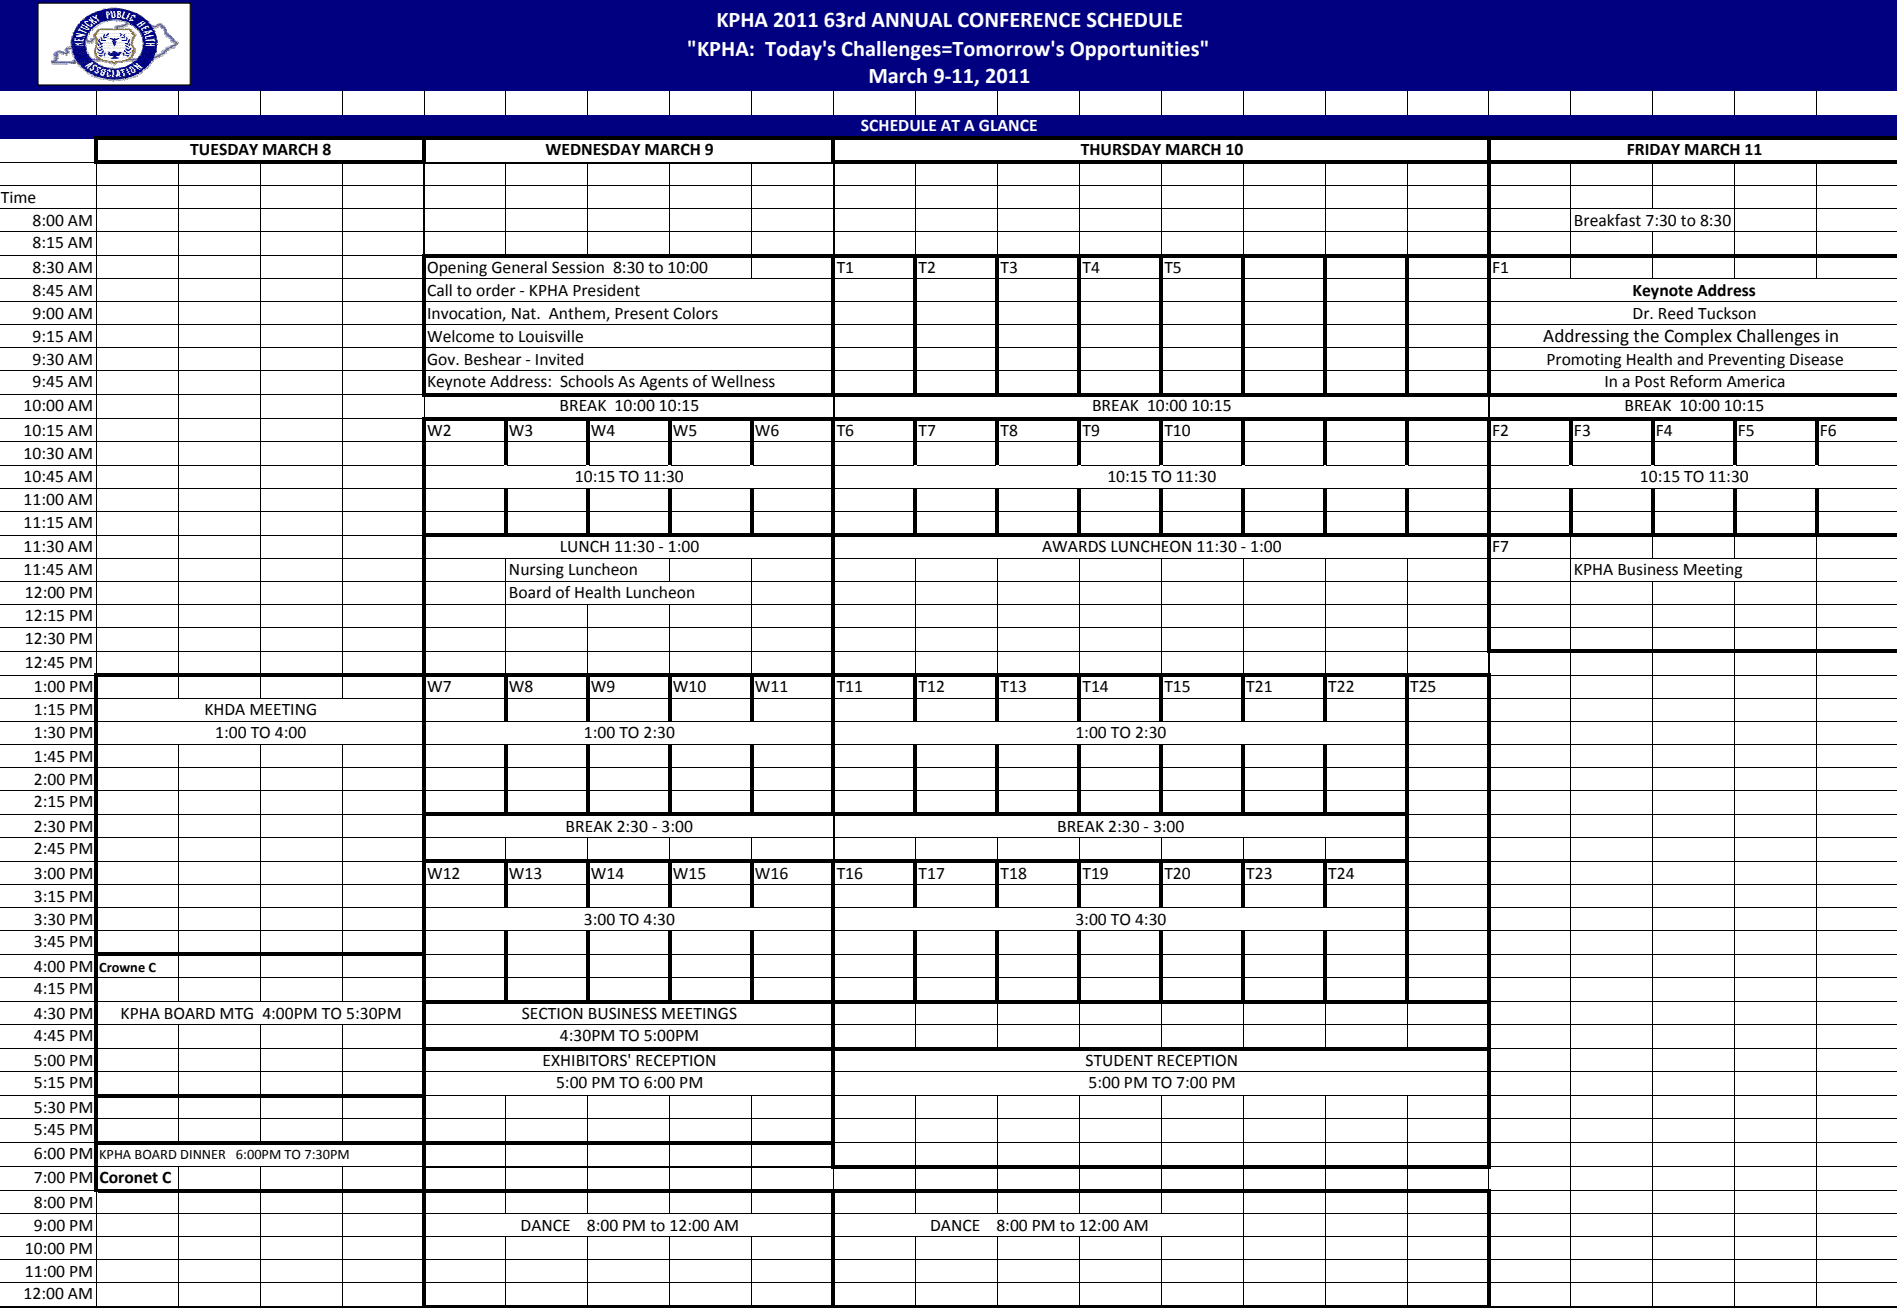 KENTUCKY PUBLIC HEALTH
ASSOCIATION
KPHA 2011 63rd ANNUAL CONFERENCE SCHEDULE
"KPHA:  Today's Challenges=Tomorrow's Opportunities"
March 9-11, 2011
SCHEDULE AT A GLANCE
TUESDAY MARCH 8 WEDNESDAY MARCH 9 THURSDAY MARCH 10 FRIDAY MARCH 11
Time
8:00 AM Breakfast 7:30 to 8:30
8:15 AM
8:30 AM Opening General Session  8:30 to 10:00 T1 T2 T3 T4 T5 F1
8:45 AM Call to order - KPHA President Keynote Address
9:00 AM Invocation, Nat.  Anthem, Present Colors Dr. Reed Tuckson
9:15 AM Welcome to Louisville Addressing the Complex Challenges in
9:30 AM Gov. Beshear - Invited Promoting Health and Preventing Disease
9:45 AM Keynote Address:  Schools As Agents of Wellness In a Post Reform America
10:00 AM BREAK  10:00 10:15 BREAK  10:00 10:15 BREAK  10:00 10:15
10:15 AM W2 W3 W4 W5 W6 T6 T7 T8 T9 T10 F2 F3 F4 F5 F6
10:30 AM
10:45 AM 10:15 TO 11:30 10:15 TO 11:30 10:15 TO 11:30
11:00 AM
11:15 AM
11:30 AM LUNCH 11:30 - 1:00 AWARDS LUNCHEON 11:30 - 1:00 F7
11:45 AM Nursing Luncheon KPHA Business Meeting
12:00 PM Board of Health Luncheon
12:15 PM
12:30 PM
12:45 PM
1:00 PM W7 W8 W9 W10 W11 T11 T12 T13 T14 T15 T21 T22 T25
1:15 PM KHDA MEETING
1:30 PM 1:00 TO 4:00 1:00 TO 2:30 1:00 TO 2:30
1:45 PM
2:00 PM
2:15 PM
2:30 PM BREAK 2:30 - 3:00 BREAK 2:30 - 3:00
2:45 PM
3:00 PM W12 W13 W14 W15 W16 T16 T17 T18 T19 T20 T23 T24
3:15 PM
3:30 PM 3:00 TO 4:30 3:00 TO 4:30
3:45 PM
4:00 PM Crowne C
4:15 PM
4:30 PM KPHA BOARD MTG  4:00PM TO 5:30PM SECTION BUSINESS MEETINGS
4:45 PM 4:30PM TO 5:00PM
5:00 PM EXHIBITORS' RECEPTION STUDENT RECEPTION
5:15 PM 5:00 PM TO 6:00 PM 5:00 PM TO 7:00 PM
5:30 PM
5:45 PM
6:00 PM KPHA BOARD DINNER   6:00PM TO 7:30PM
7:00 PM Coronet C
8:00 PM
9:00 PM DANCE    8:00 PM to 12:00 AM DANCE    8:00 PM to 12:00 AM
10:00 PM
11:00 PM
12:00 AM